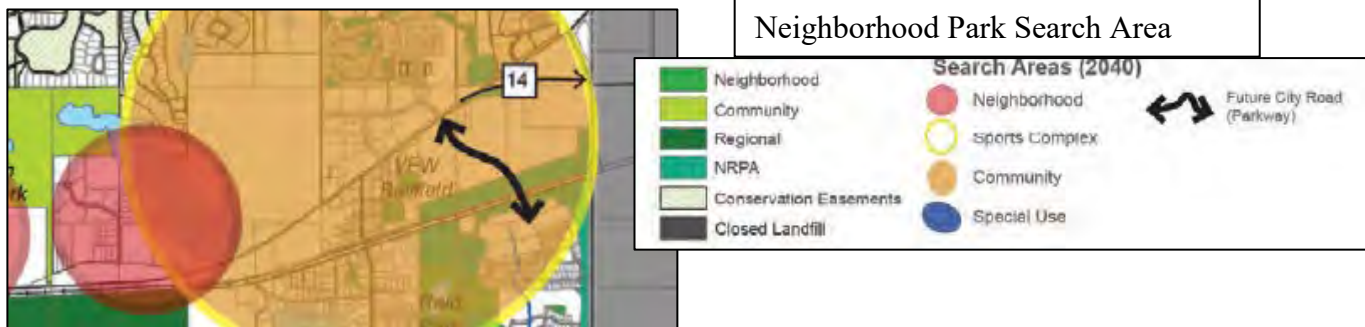 Neighborhood Park Search Area
14
VFW
rk
Neighborhood
Community
Regional
NRPA
Conservation Easements
Closed Landfill
Search Areas (2040)
Neighborhood
Sports Complex
Community
Special Use
Future City Road
(Parkway)